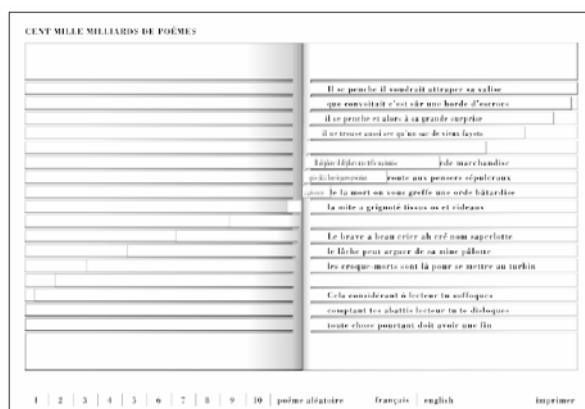 CENT MILLE MILLIARDS DE POÈMES
Il se penche il voudrait attraper sa valise
que convoitait c'est sûr une horde d'escrocs
il se penche et alors à sa grande surprise
il ne trouve aussi sec qu'un sac de vieux fayots
rde marchandise
route aux pensers sépulcraux
le la mort on vous greffe une orde bâtardise
la mite a grignoté tissus os et rideaux
Le brave a beau crier ah cré nom saperlotte
le lâche peut arguer de sa mine pâlotte
les croque-morts sont là pour se mettre au turbin
Cela considérant ô lecteur tu suffoques
comptant tes abattis lecteur tu te disloques
toute chose pourtant doit avoir une fin
1 | 2 | 3 | 4 | 5 | 6 | 7 | 8 | 9 | 10 | poème aléatoire français | english imprimer